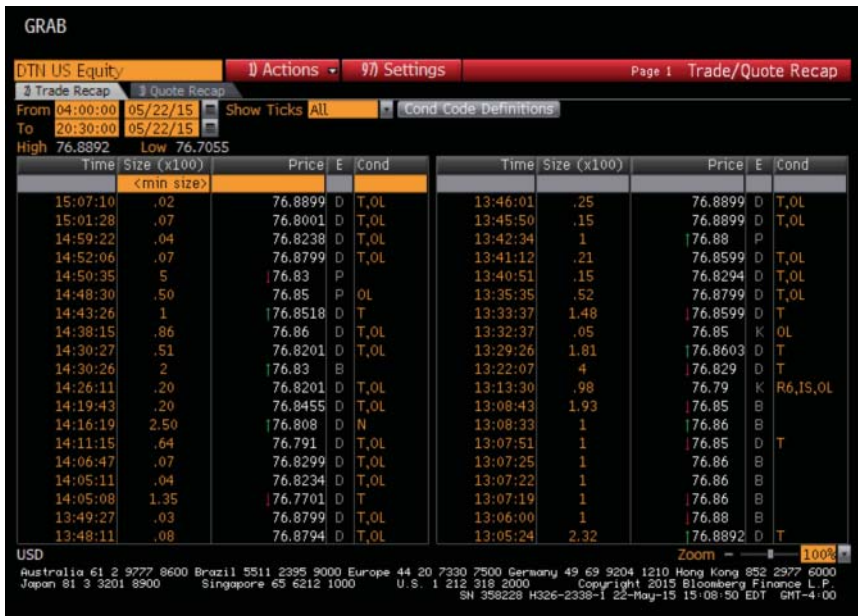 GRAB
DTN US Equity 1) Actions 97) Settings Page 1 Trade/Quote Recap
2) Trade Recap 3) Quote Recap
From 04:00:00 05/22/15 Show Ticks All Cond Code Definitions
To 20:30:00 05/22/15
High 76.8892 Low 76.7055
Time Size (x100) Price E Cond Time Size (x100) Price E Cond
<min size>
15:07:10 .02 76.8899 D T,OL 13:46:01 .25 76.8899 D T,OL
15:01:28 .07 76.8001 D T,OL 13:45:50 .15 76.8899 D T,OL
14:59:22 .04 76.8238 D T,OL 13:42:34 1 ↑76.88 P
14:52:06 .07 76.8799 D T,OL 13:41:12 .21 76.8599 D T,OL
14:50:35 5 ↓76.83 P 13:40:51 .15 76.8294 D T,OL
14:48:30 .50 76.85 P OL 13:35:35 .52 76.8799 D T,OL
14:43:26 1 ↑76.8518 D T 13:33:37 1.48 ↓76.8599 D T
14:38:15 .86 76.86 D T,OL 13:32:37 .05 76.85 K OL
14:30:27 .51 76.8201 D T,OL 13:29:26 1.81 ↑76.8603 D T
14:30:26 2 ↑76.83 B 13:22:07 4 ↓76.829 D T
14:26:11 .20 76.8201 D T,OL 13:13:30 .98 76.79 K R6,IS,OL
14:19:43 .20 76.8455 D T,OL 13:08:43 1.93 ↓76.85 B
14:16:19 2.50 ↑76.808 D N 13:08:33 1 ↑76.86 B
14:11:15 .64 76.791 D T,OL 13:07:51 1 ↓76.85 D T
14:06:47 .07 76.8299 D T,OL 13:07:25 1 76.86 B
14:05:11 .04 76.8234 D T,OL 13:07:22 1 76.86 B
14:05:08 1.35 ↓76.7701 D T 13:07:19 1 ↓76.86 B
13:49:27 .03 76.8799 D T,OL 13:06:00 1 ↓76.88 B
13:48:11 .08 76.8794 D T,OL 13:05:24 2.32 ↑76.8892 D T
USD Zoom - 100%
Australia 61 2 9777 8600 Brazil 5511 2395 9000 Europe 44 20 7330 7500 Germany 49 69 9204 1210 Hong Kong 852 2977 6000
Japan 81 3 3201 8900 Singapore 65 6212 1000 U.S. 1 212 318 2000 Copyright 2015 Bloomberg Finance L.P.
SN 358228 H326-2338-1 22-May-15 15:08:50 EDT GMT-4:00